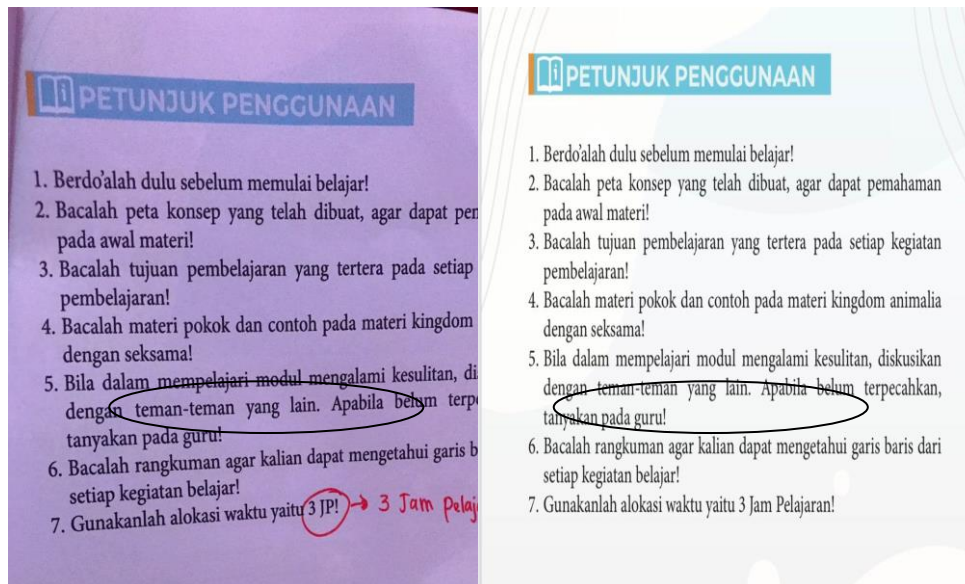 PETUNJUK PENGGUNAAN
1. Berdo'alah dulu sebelum memulai belajar!
2. Bacalah peta konsep yang telah dibuat, agar dapat pem
pada awal materi!
3. Bacalah tujuan pembelajaran yang tertera pada setiap
pembelajaran!
4. Bacalah materi pokok dan contoh pada materi kingdom
dengan seksama!
5. Bila dalam mempelajari modul mengalami kesulitan, di
dengan teman-teman yang lain. Apabila belum terpe
tanyakan pada guru!
6. Bacalah rangkuman agar kalian dapat mengetahui garis b
setiap kegiatan belajar!
7. Gunakanlah alokasi waktu yaitu 3 JP! → 3 Jam Pelaj
PETUNJUK PENGGUNAAN
1. Berdo'alah dulu sebelum memulai belajar!
2. Bacalah peta konsep yang telah dibuat, agar dapat pemahaman
pada awal materi!
3. Bacalah tujuan pembelajaran yang tertera pada setiap kegiatan
pembelajaran!
4. Bacalah materi pokok dan contoh pada materi kingdom animalia
dengan seksama!
5. Bila dalam mempelajari modul mengalami kesulitan, diskusikan
dengan teman-teman yang lain. Apabila belum terpecahkan,
tanyakan pada guru!
6. Bacalah rangkuman agar kalian dapat mengetahui garis baris dari
setiap kegiatan belajar!
7. Gunakanlah alokasi waktu yaitu 3 Jam Pelajaran!